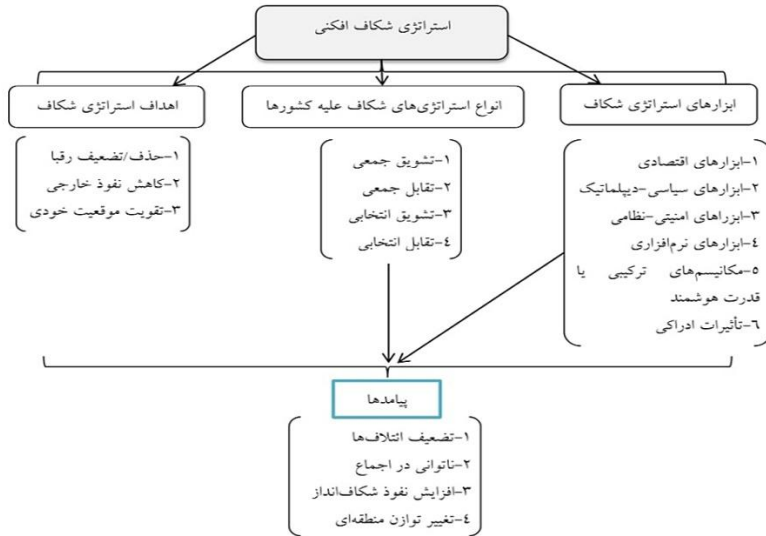 استراتژی شکاف افکنی
ابزارهای استراتژی شکاف
انواع استراتژی‌های شکاف علیه کشورها
اهداف استراتژی شکاف
۱-ابزارهای اقتصادی
۲-ابزارهای سیاسی-دیپلماتیک
۳-ابزراهای امنیتی-نظامی
۴-ابزارهای نرم‌افزاری
۵-مکانیسم‌های ترکیبی یا
قدرت هوشمند
۶-تأثیرات ادراکی
۱-تشویق جمعی
۲-تقابل جمعی
۳-تشویق انتخابی
۴-تقابل انتخابی
۱-حذف/تضعیف رقبا
۲-کاهش نفوذ خارجی
۳-تقویت موقعیت خودی
پیامدها
۱-تضعیف ائتلاف‌ها
۲-ناتوانی در اجماع
۳-افزایش نفوذ شکاف‌انداز
۴-تغییر توازن منطقه‌ای